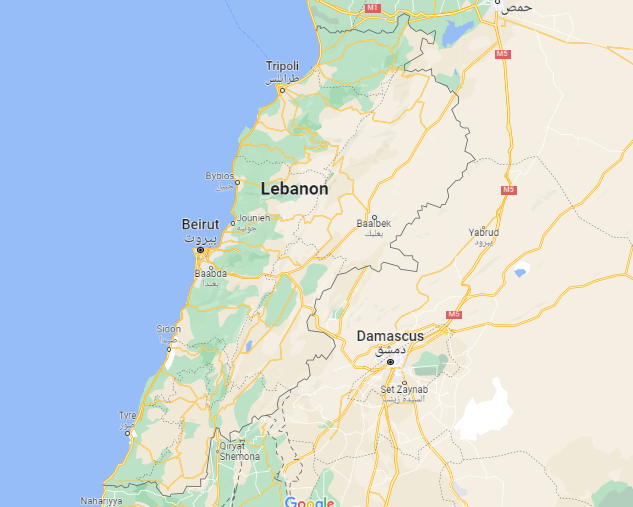 M1
حمص
M5
Tripoli
طرابلس
Byblos
جبيل
Lebanon
M5
Beirut
بيروت
Jounieh
جونيه
Baalbek
بعلبك
Yabrud
يبرود
Baabda
بعبدا
M5
Sidon
صيدا
Damascus
دمشق
Set Zaynab
السيدة زينب
Tyre
صور
Qiryat
Shemona
Nahariyya
Google